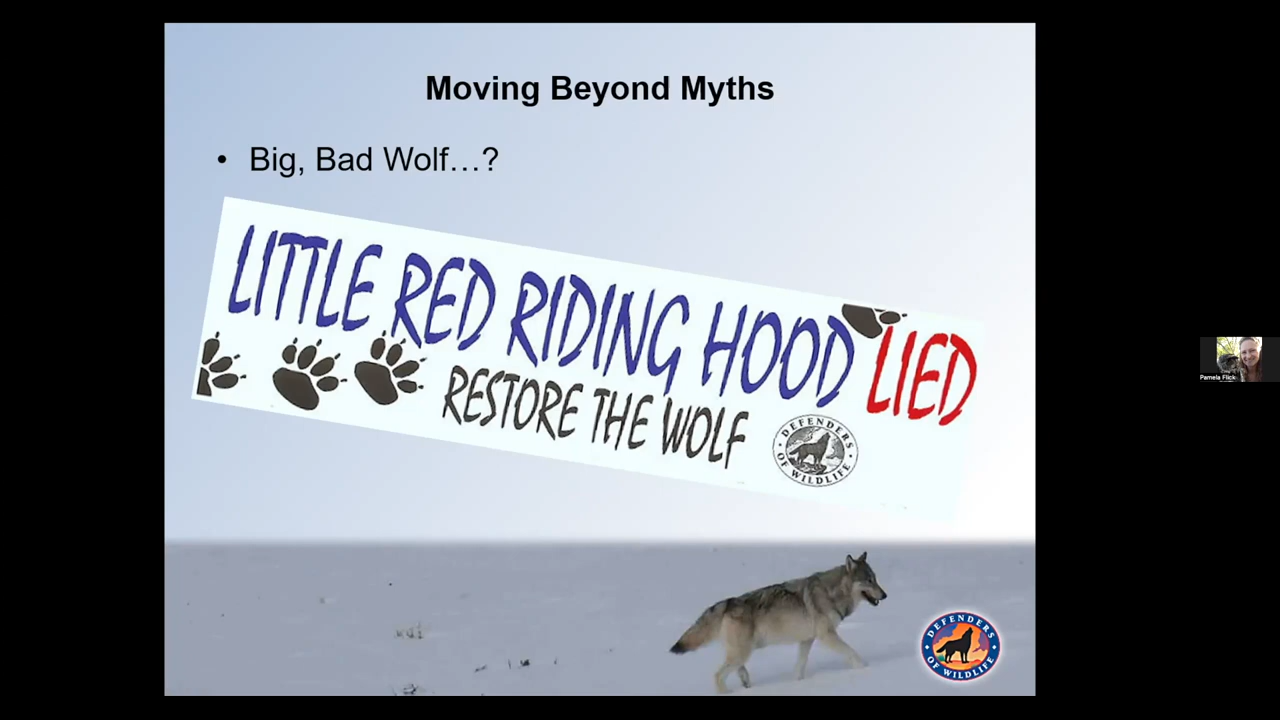 Moving Beyond Myths
• Big, Bad Wolf…?
LITTLE RED RIDING HOOD LIED
RESTORE THE WOLF
DEFENDERS OF WILDLIFE
Pamela Flick
DEFENDERS OF WILDLIFE